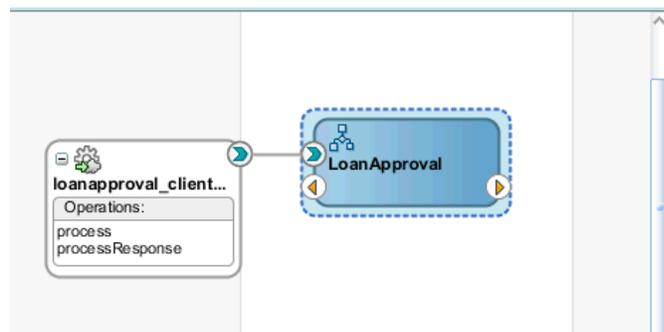 loanapproval_client...
Operations:
process
processResponse
LoanApproval